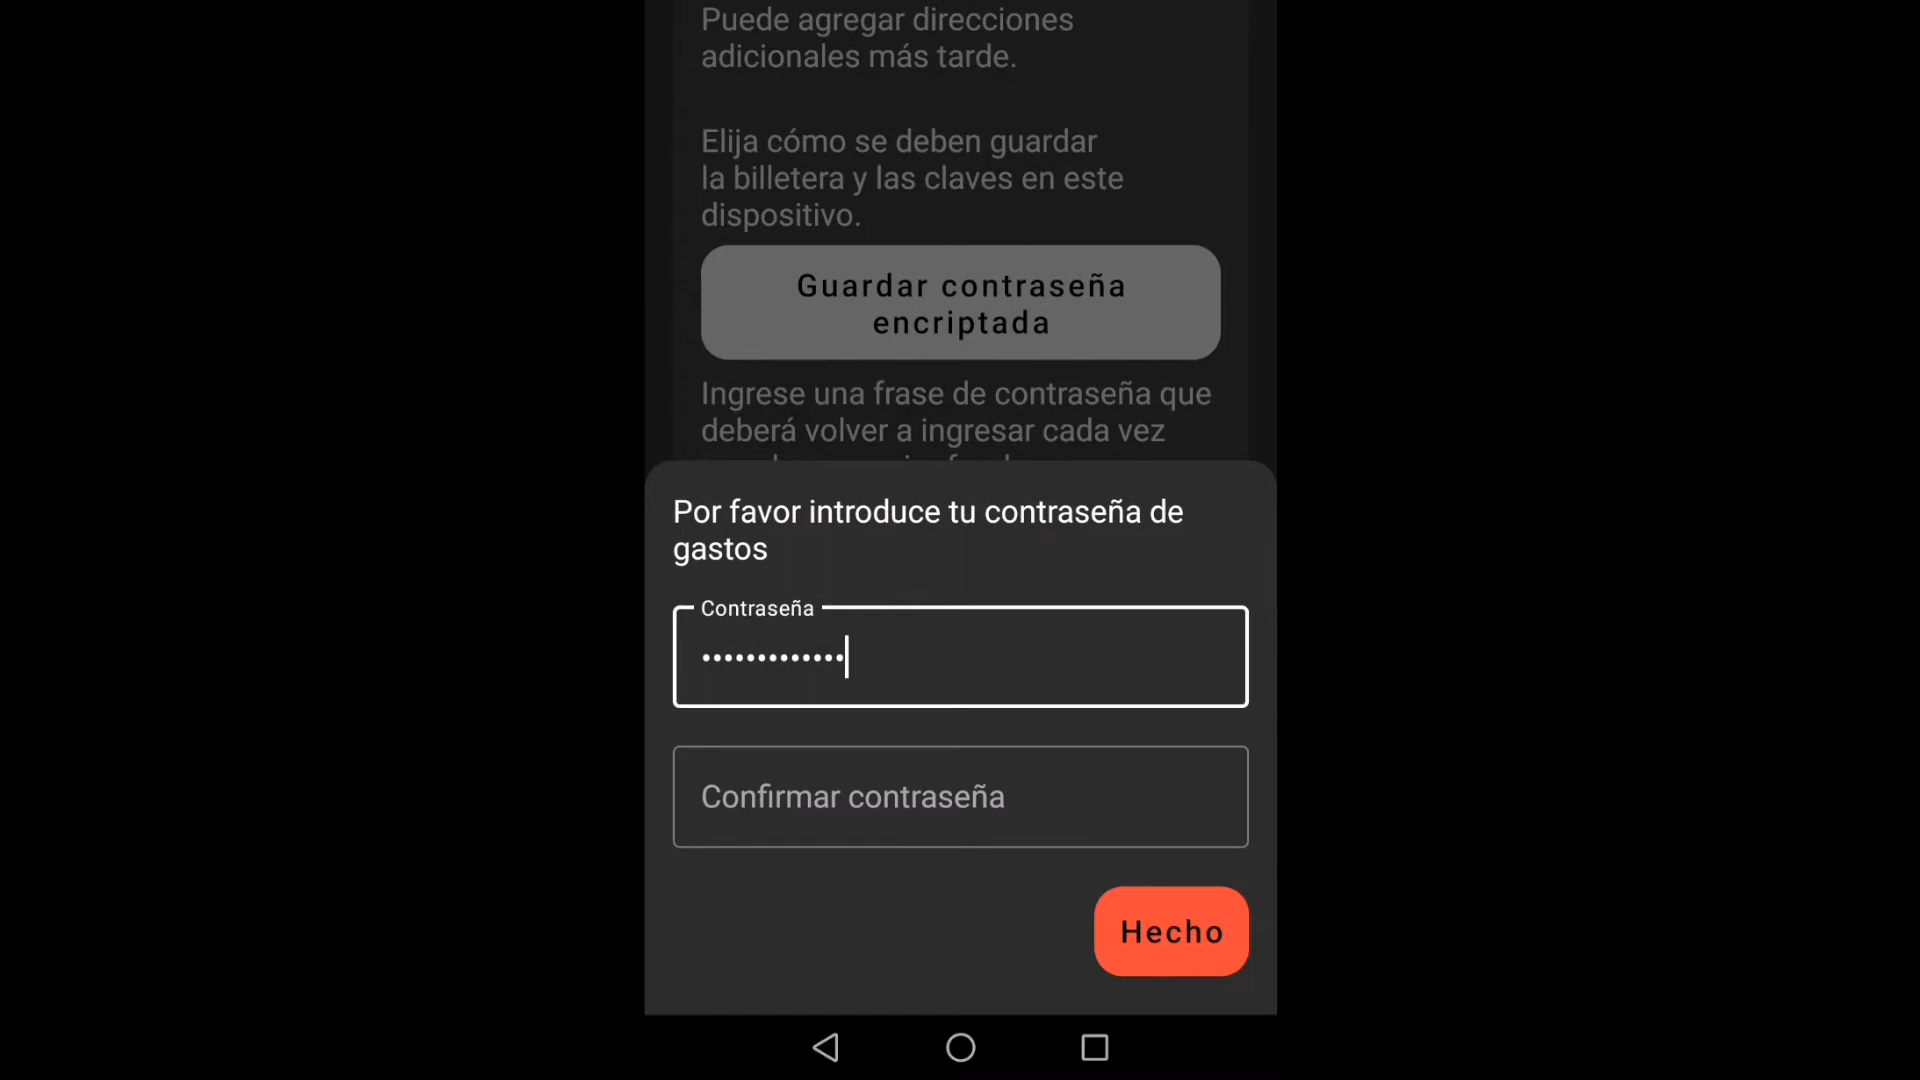 Puede agregar direcciones
adicionales más tarde.
Elija cómo se deben guardar
la billetera y las claves en este
dispositivo.
Guardar contraseña
encriptada
Ingrese una frase de contraseña que
deberá volver a ingresar cada vez
Por favor introduce tu contraseña de
gastos
Contraseña
•••••••••••••
Confirmar contraseña
Hecho